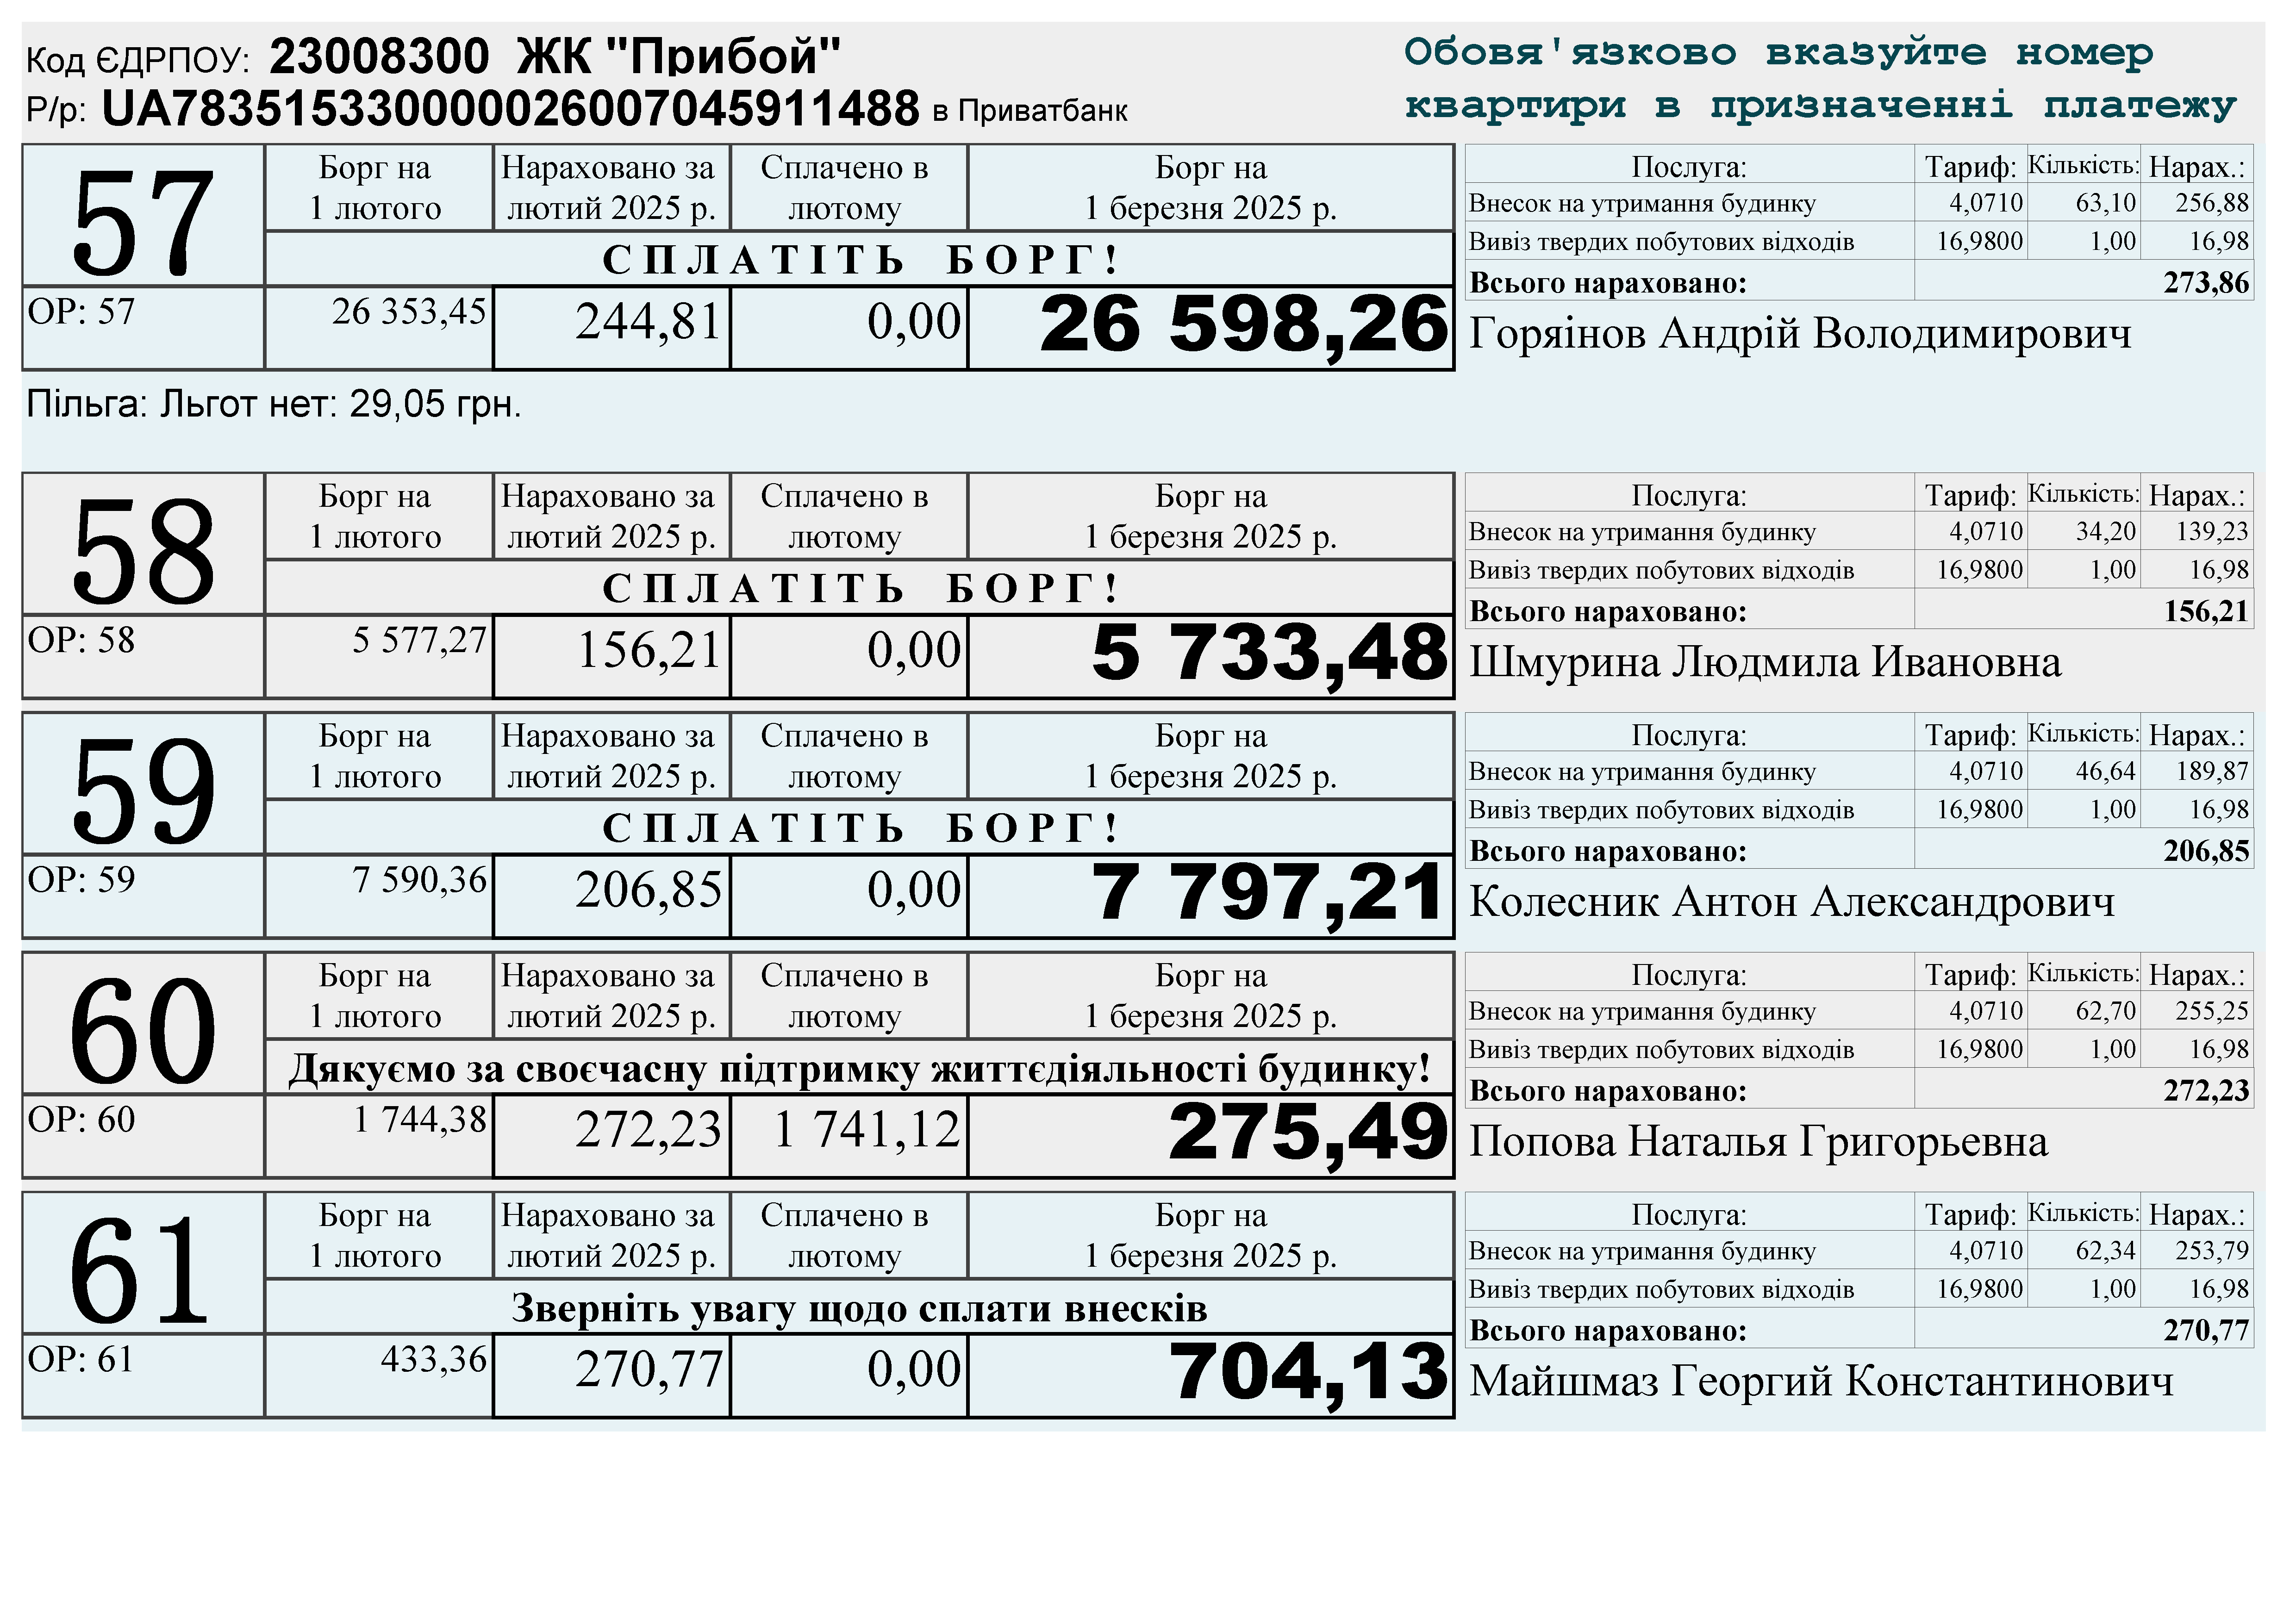 Код ЄДРПОУ: 23008300 ЖК "Прибой"
Р/р: UA783515330000026007045911488 в Приватбанк
Обовя'язково вказуйте номер
квартири в призначенні платежу
57
Борг на 1 лютого
Нараховано за лютий 2025 р.
Сплачено в лютому
Борг на 1 березня 2025 р.
СПЛАТІТЬ БОРГ!
ОР: 57 26 353,45 244,81 0,00 26 598,26
Послуга: Тариф: Кількість: Нарах.:
Внесок на утримання будинку 4,0710 63,10 256,88
Вивіз твердих побутових відходів 16,9800 1,00 16,98
Всього нараховано: 273,86
Горяінов Андрій Володимирович
Пільга: Льгот нет: 29,05 грн.
58
Борг на 1 лютого
Нараховано за лютий 2025 р.
Сплачено в лютому
Борг на 1 березня 2025 р.
СПЛАТІТЬ БОРГ!
ОР: 58 5 577,27 156,21 0,00 5 733,48
Послуга: Тариф: Кількість: Нарах.:
Внесок на утримання будинку 4,0710 34,20 139,23
Вивіз твердих побутових відходів 16,9800 1,00 16,98
Всього нараховано: 156,21
Шмурина Людмила Ивановна
59
Борг на 1 лютого
Нараховано за лютий 2025 р.
Сплачено в лютому
Борг на 1 березня 2025 р.
СПЛАТІТЬ БОРГ!
ОР: 59 7 590,36 206,85 0,00 7 797,21
Послуга: Тариф: Кількість: Нарах.:
Внесок на утримання будинку 4,0710 46,64 189,87
Вивіз твердих побутових відходів 16,9800 1,00 16,98
Всього нараховано: 206,85
Колесник Антон Александрович
60
Борг на 1 лютого
Нараховано за лютий 2025 р.
Сплачено в лютому
Борг на 1 березня 2025 р.
Дякуємо за своєчасну підтримку життєдіяльності будинку!
ОР: 60 1 744,38 272,23 1 741,12 275,49
Послуга: Тариф: Кількість: Нарах.:
Внесок на утримання будинку 4,0710 62,70 255,25
Вивіз твердих побутових відходів 16,9800 1,00 16,98
Всього нараховано: 272,23
Попова Наталья Григорьевна
61
Борг на 1 лютого
Нараховано за лютий 2025 р.
Сплачено в лютому
Борг на 1 березня 2025 р.
Зверніть увагу щодо сплати внесків
ОР: 61 433,36 270,77 0,00 704,13
Послуга: Тариф: Кількість: Нарах.:
Внесок на утримання будинку 4,0710 62,34 253,79
Вивіз твердих побутових відходів 16,9800 1,00 16,98
Всього нараховано: 270,77
Майшмаз Георгий Константинович